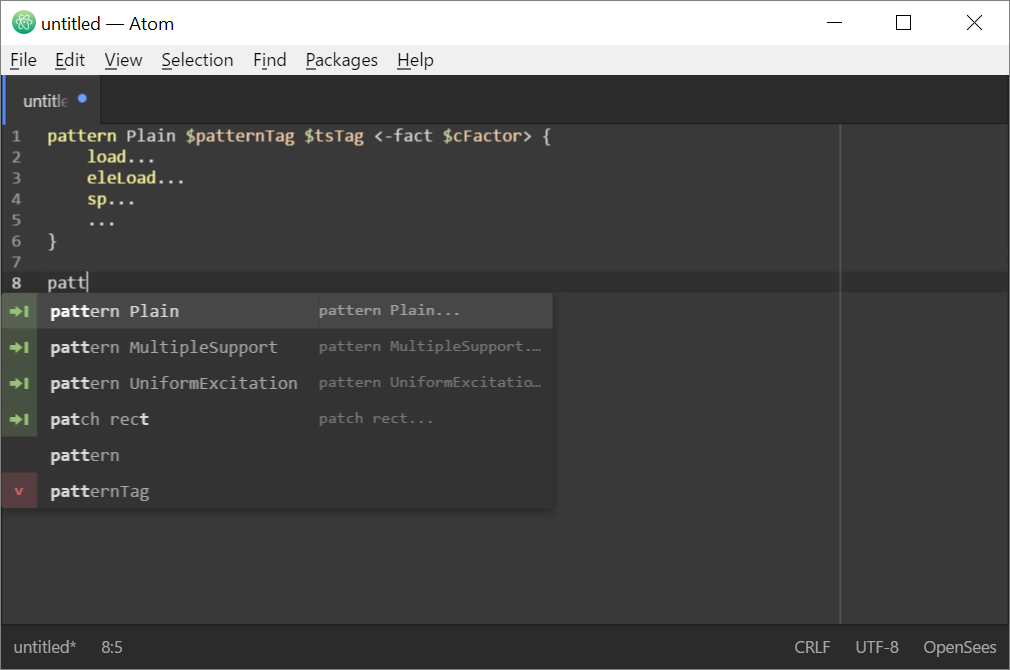 untitled — Atom
File Edit View Selection Find Packages Help
untitle
1 pattern Plain $patternTag $tsTag <-fact $cFactor> {
2 load...
3 eleLoad...
4 sp...
5 ...
6 }
7
8 patt
pattern Plain pattern Plain...
pattern MultipleSupport pattern MultipleSupport.…
pattern UniformExcitation pattern UniformExcitatio…
patch rect patch rect...
pattern
v patternTag
untitled* 8:5 CRLF UTF-8 OpenSees